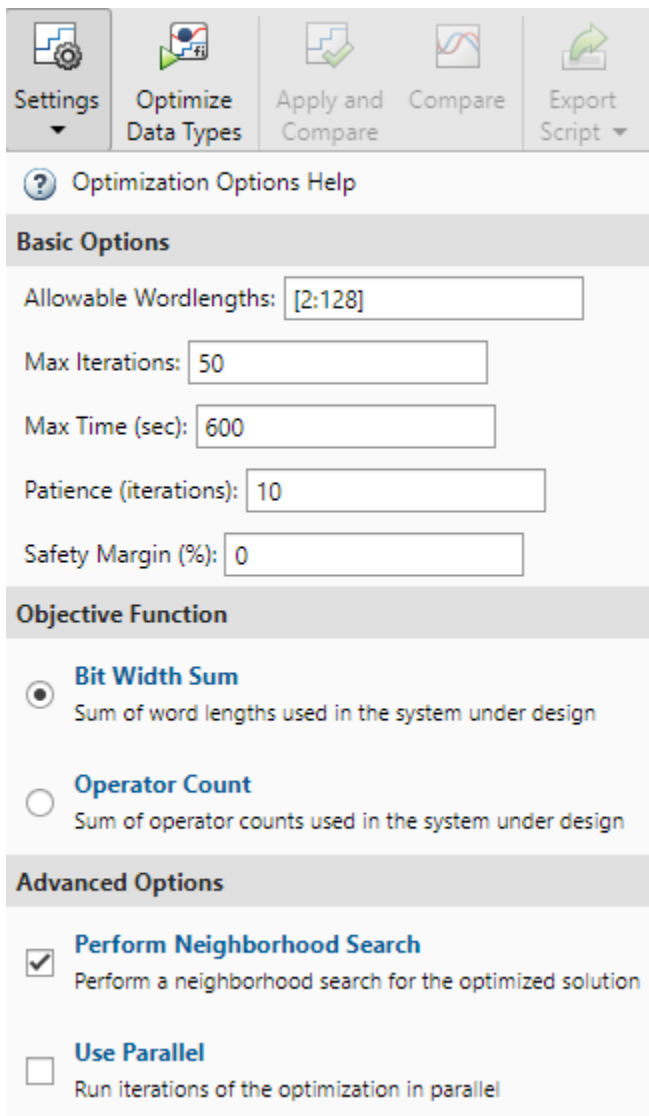 fi
Settings
Optimize
Data Types
Apply and
Compare
Compare
Export
Script
? Optimization Options Help
Basic Options
Allowable Wordlengths: [2:128]
Max Iterations: 50
Max Time (sec): 600
Patience (iterations): 10
Safety Margin (%): 0
Objective Function
Bit Width Sum
Sum of word lengths used in the system under design
Operator Count
Sum of operator counts used in the system under design
Advanced Options
Perform Neighborhood Search
Perform a neighborhood search for the optimized solution
Use Parallel
Run iterations of the optimization in parallel